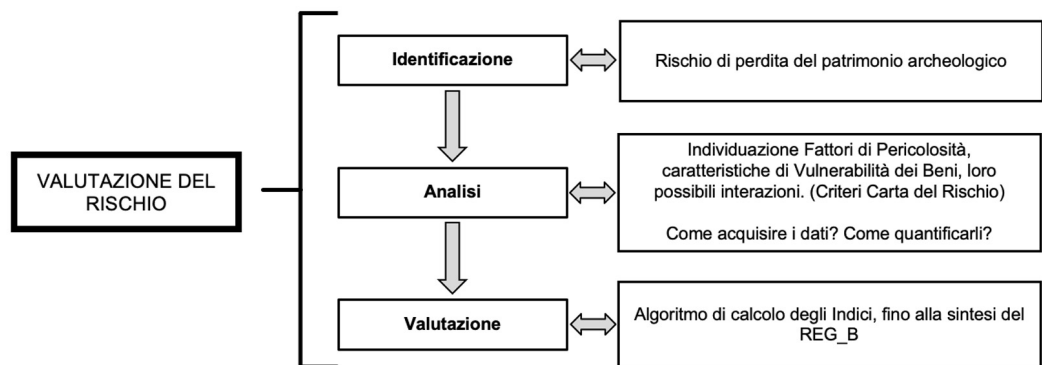 VALUTAZIONE DEL
RISCHIO
Identificazione
Rischio di perdita del patrimonio archeologico
Analisi
Individuazione Fattori di Pericolosità,
caratteristiche di Vulnerabilità dei Beni, loro
possibili interazioni. (Criteri Carta del Rischio)
Come acquisire i dati? Come quantificarli?
Valutazione
Algoritmo di calcolo degli Indici, fino alla sintesi del
REG_B